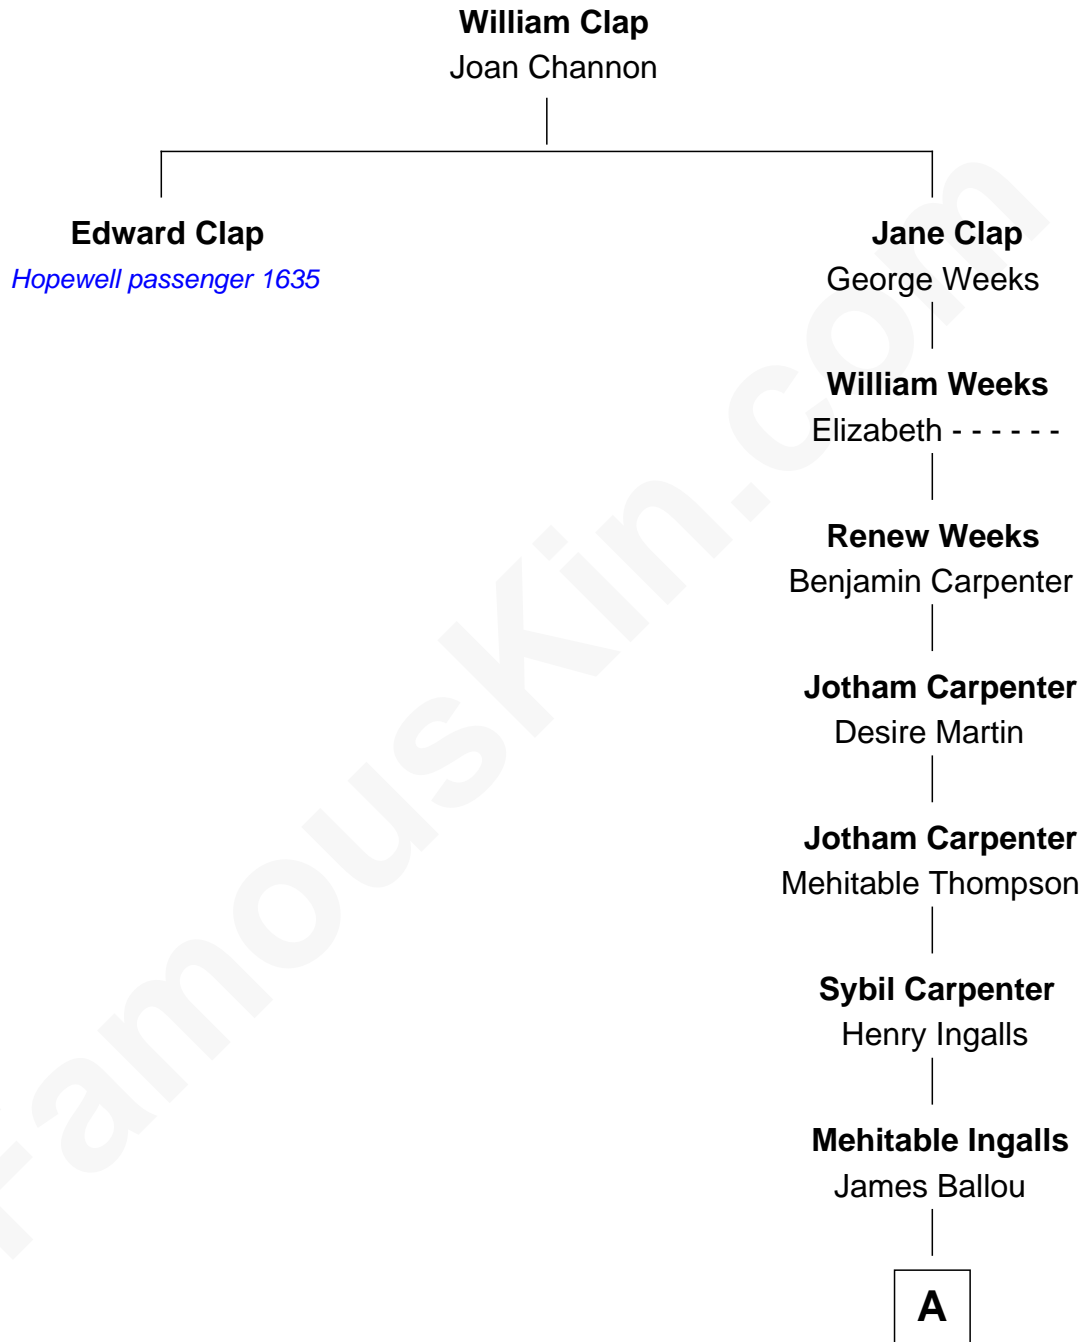 William Clap
Joan Channon
Edward Clap
Hopewell passenger 1635
Jane Clap
George Weeks
William Weeks
Elizabeth - - - - - -
Renew Weeks
Benjamin Carpenter
Jotham Carpenter
Desire Martin
Jotham Carpenter
Mehitable Thompson
Sybil Carpenter
Henry Ingalls
Mehitable Ingalls
James Ballou
A
FamousKin.com